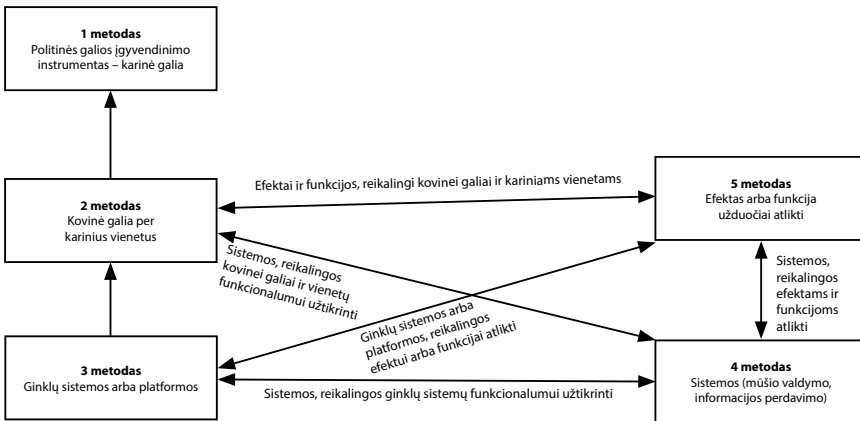 1 metodas
Politinės galios įgyvendinimo
instrumentas – karinė galia
2 metodas
Kovinė galia per
karinius vienetus
3 metodas
Ginklų sistemos arba platformos
Efektai ir funkcijos, reikalingi kovinei galiai ir kariniams vienetams
Sistemos, reikalingos
kovinei galiai ir vienetų
funkcionalumui užtikrinti
Ginklų sistemos arba
platformos, reikalingos
efektui arba funkcijai atlikti
Sistemos, reikalingos ginklų sistemų funkcionalumui užtikrinti
5 metodas
Efektas arba funkcija
užduočiai atlikti
Sistemos,
reikalingos
efektams ir
funkcijoms
atlikti
4 metodas
Sistemos (mūšio valdymo,
informacijos perdavimo)